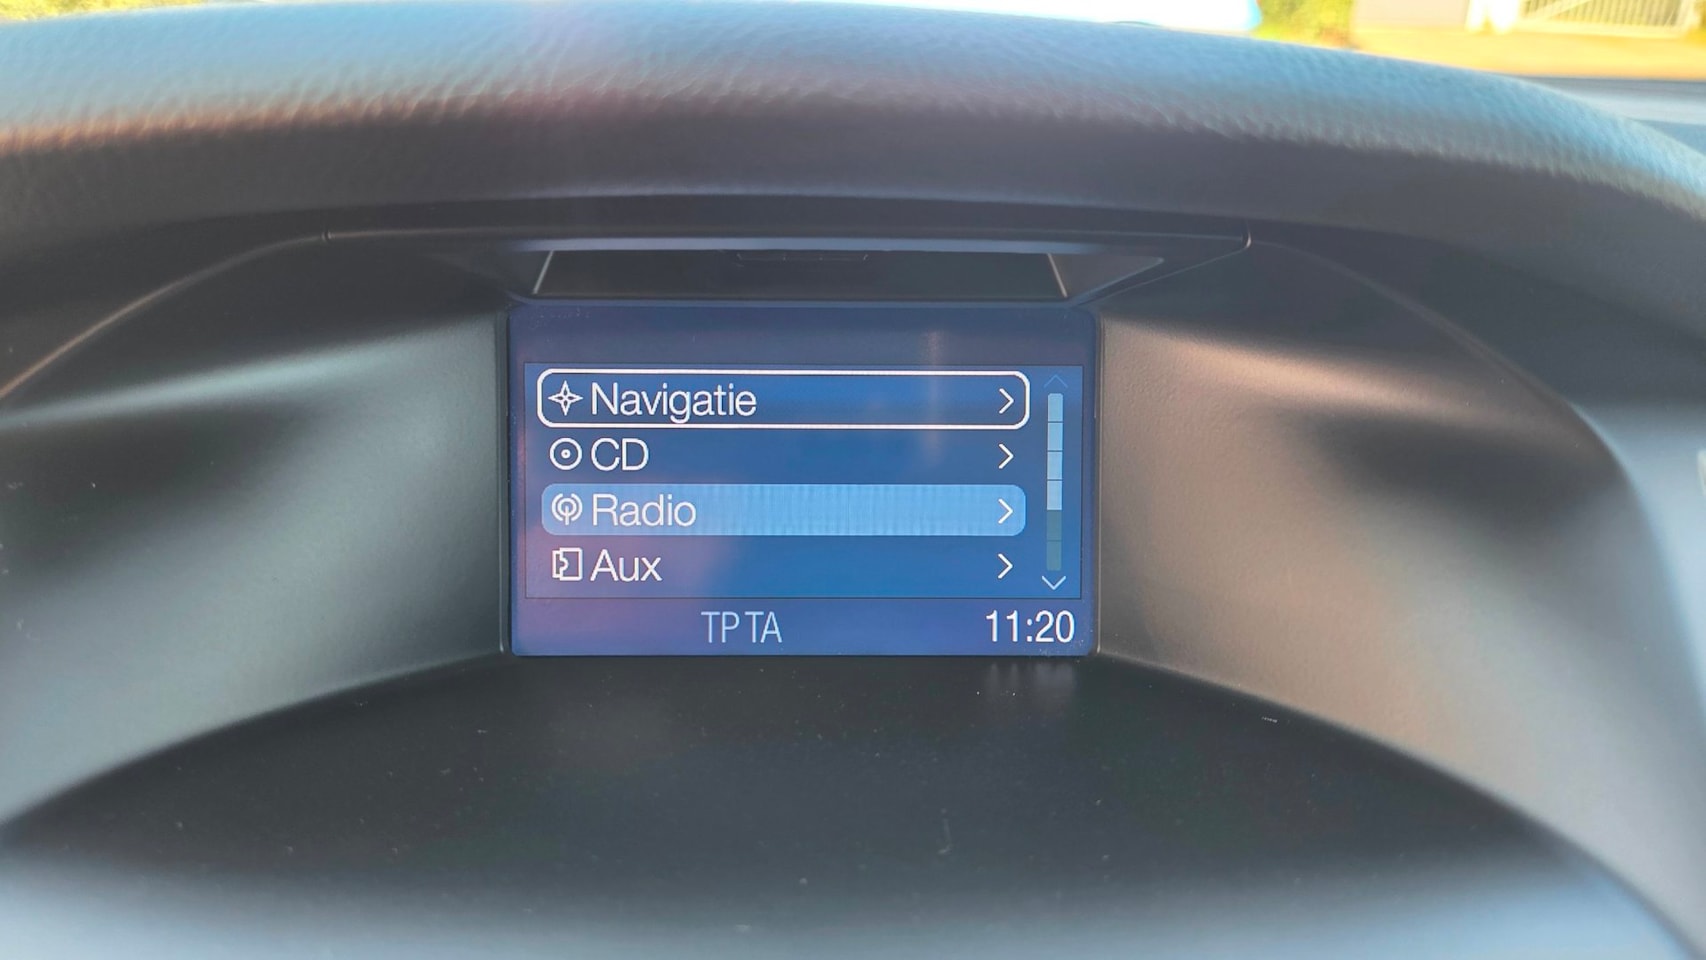 Navigatie
CD
Radio
Aux
TP TA 11:20